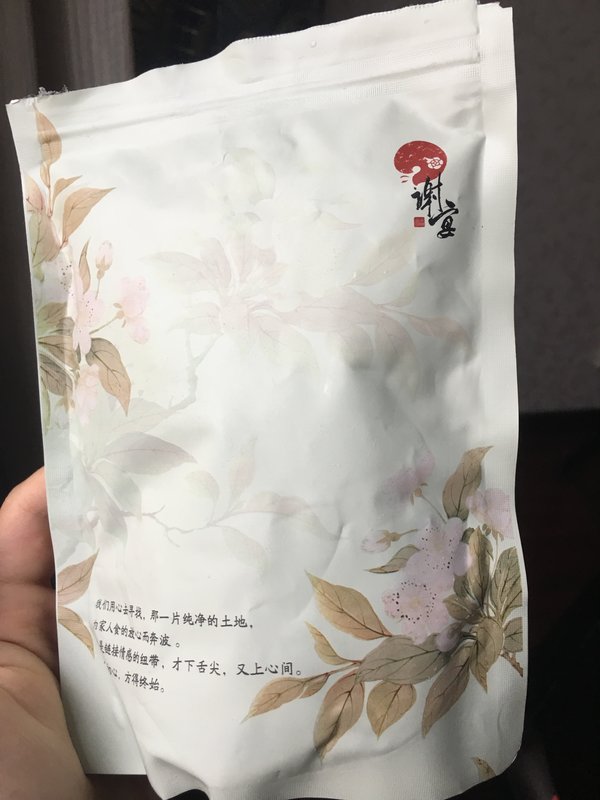 谢宴
我们用心去寻找，那一片纯净的土地，
家人食的放心而奔波。
是链接情感的纽带，才下舌尖，又上心间。
心，方得终始。